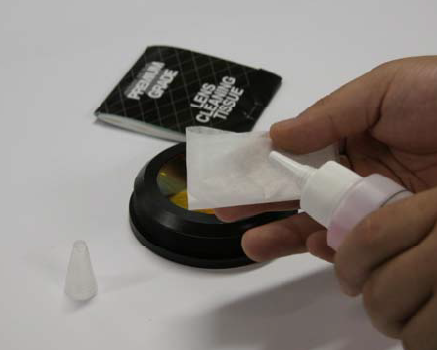 PREMIUM
GRADE
LENS
CLEANING
TISSUE